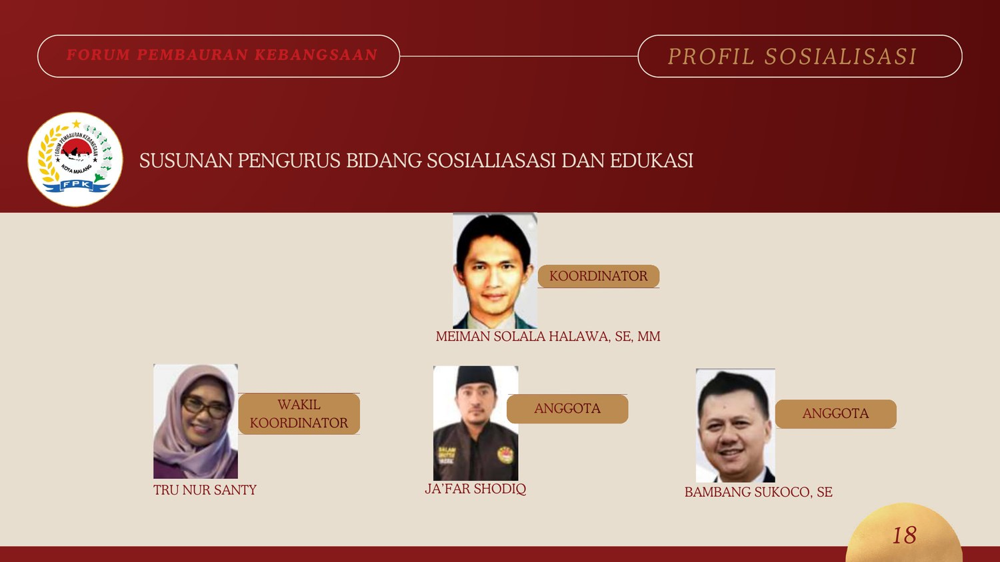 FORUM PEMBAURAN KEBANGSAAN
PROFIL SOSIALISASI
FORUM PEMBAURAN KEBANGSAAN
KOTA MALANG
FPK
SUSUNAN PENGURUS BIDANG SOSIALIASASI DAN EDUKASI
KOORDINATOR
MEIMAN SOLALA HALAWA, SE, MM
WAKIL
KOORDINATOR
TRU NUR SANTY
ANGGOTA
JA’FAR SHODIQ
ANGGOTA
BAMBANG SUKOCO, SE
18